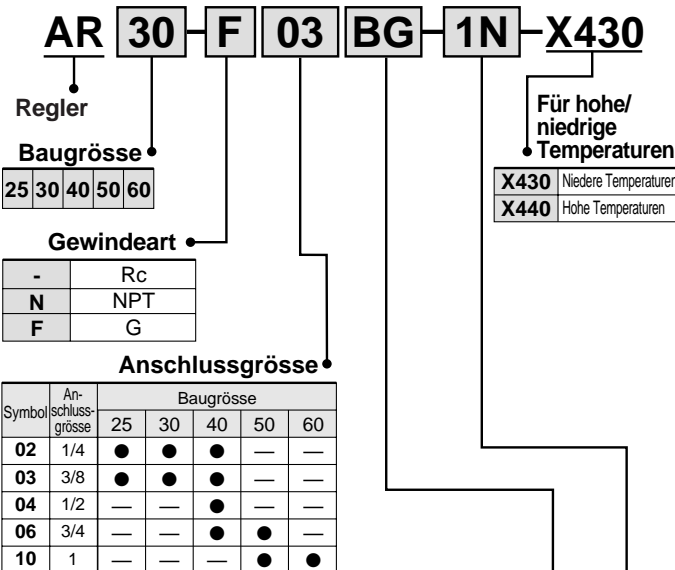 AR 30-F 03 BG-1N-X430
Regler
Für hohe/
niedrige
Temperaturen
Baugrösse
25 30 40 50 60
X430 Niedere Temperaturen
X440 Hohe Temperaturen
Gewindeart
- Rc
N NPT
F G
Anschlussgrösse
Symbol An-schluss-grösse Baugrösse
25 30 40 50 60
02 1/4 ● ● ● — —
03 3/8 ● ● ● — —
04 1/2 — — ● — —
06 3/4 — — ● ● —
10 1 — — — ● ●